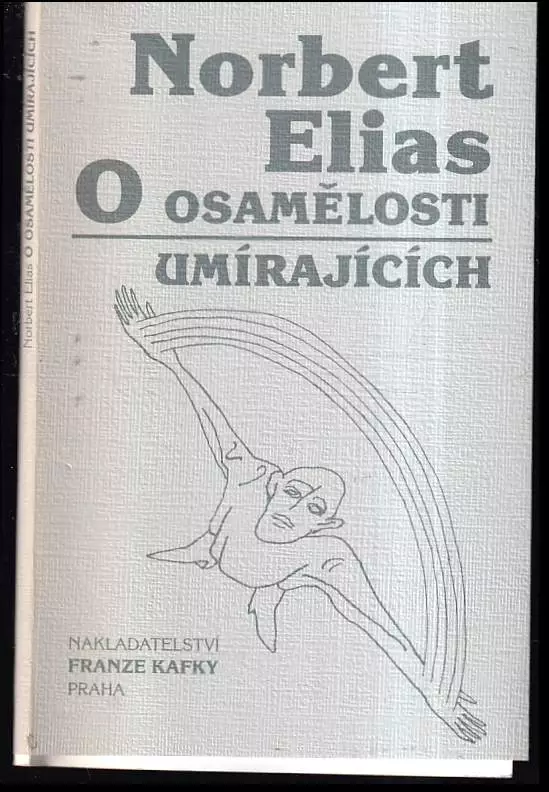 Norbert
Elias
O OSAMĚLOSTI
UMÍRAJÍCÍCH
NAKLADATELSTVÍ
FRANZE KAFKY
PRAHA
Norbert Elias O OSAMĚLOSTI UMÍRAJÍCÍCH